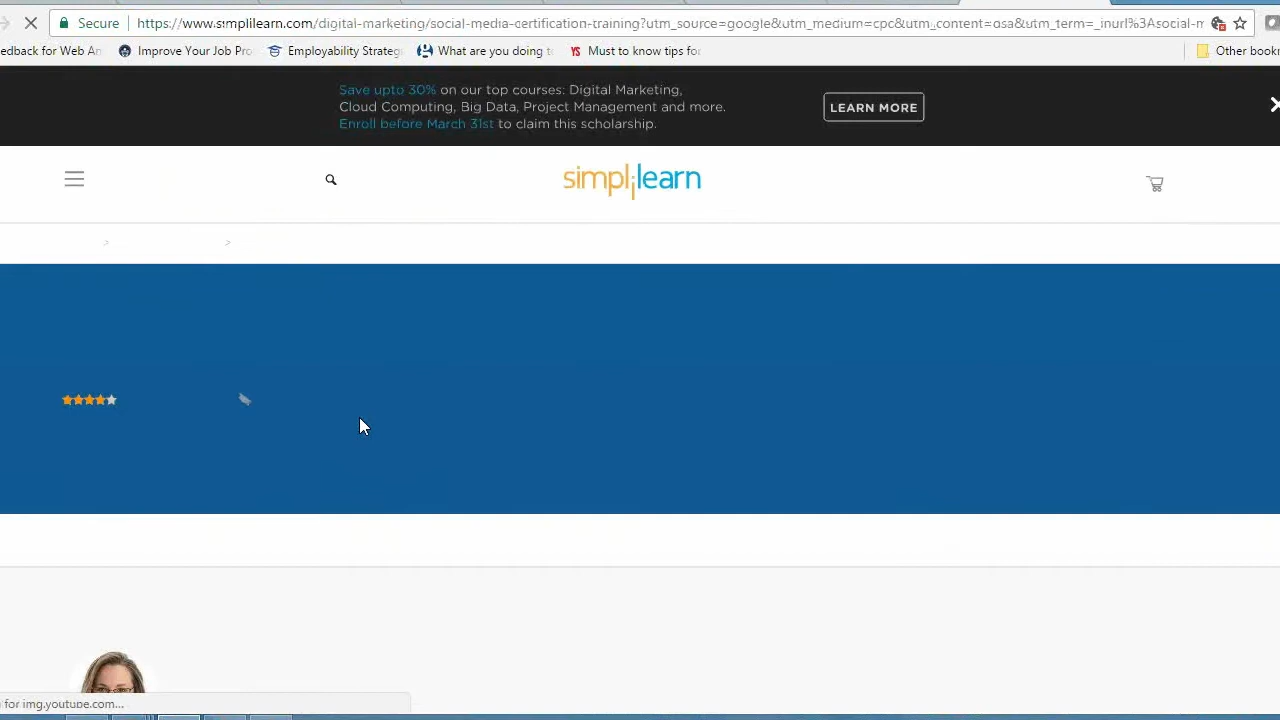 Secure https://www.simplilearn.com/digital-marketing/social-media-certification-training?utm_source=google&utm_medium=cpc&utm_content=dsa&utm_term=_inurl%3Asocial-m
edback for Web An Improve Your Job Pro Employability Strateg What are you doing t Must to know tips for Other book
Save upto 30% on our top courses: Digital Marketing,
Cloud Computing, Big Data, Project Management and more.
Enroll before March 31st to claim this scholarship.
LEARN MORE
simplilearn
> >
for img.youtube.com...